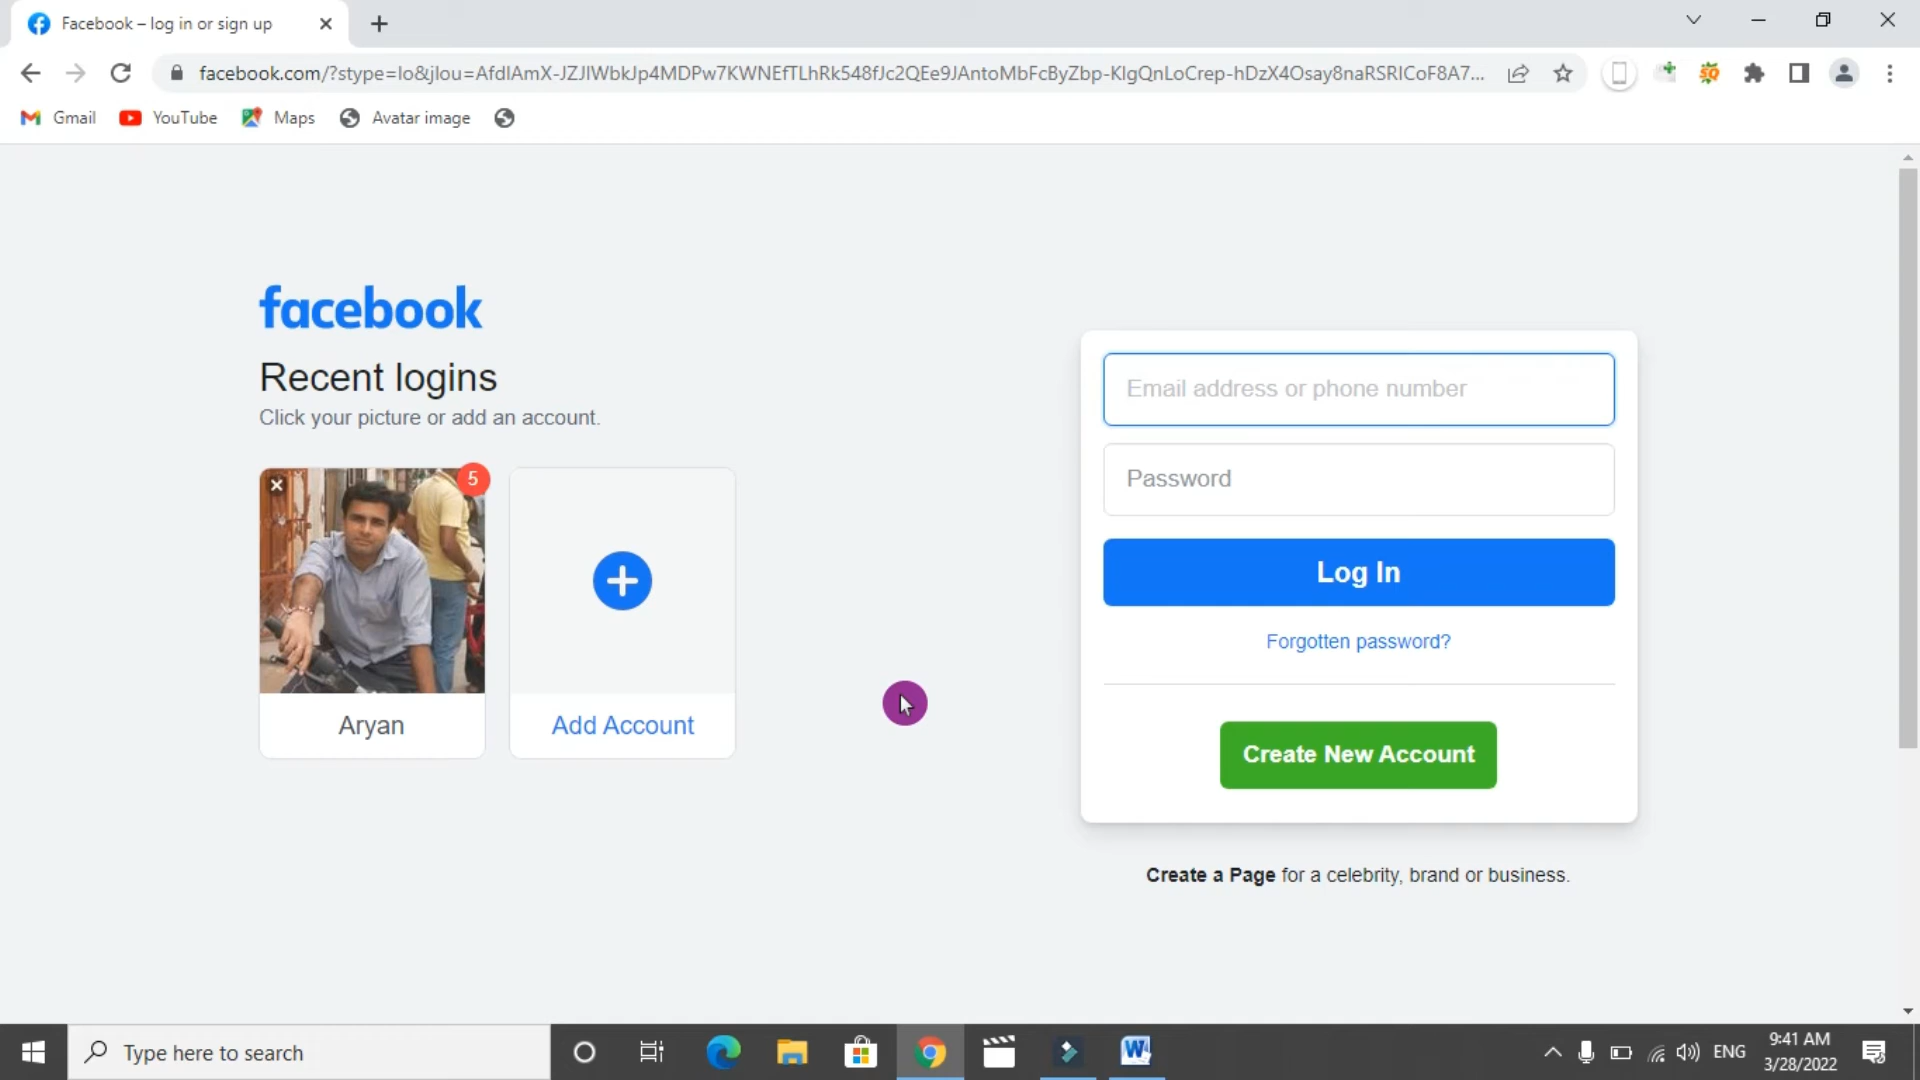 Facebook – log in or sign up
facebook.com/?stype=lo&jlou=AfdlAmX-JZJlWbkJp4MDPw7KWNEfTLhRk548fJc2QEe9JAntoMbFcByZbp-KlgQnLoCrep-hDzX4Osay8naRSRlCoF8A7...
Gmail YouTube Maps Avatar image
facebook
Recent logins
Click your picture or add an account.
5
Aryan
Add Account
Email address or phone number
Password
Log In
Forgotten password?
Create New Account
Create a Page for a celebrity, brand or business.
Type here to search
ENG
9:41 AM
3/28/2022